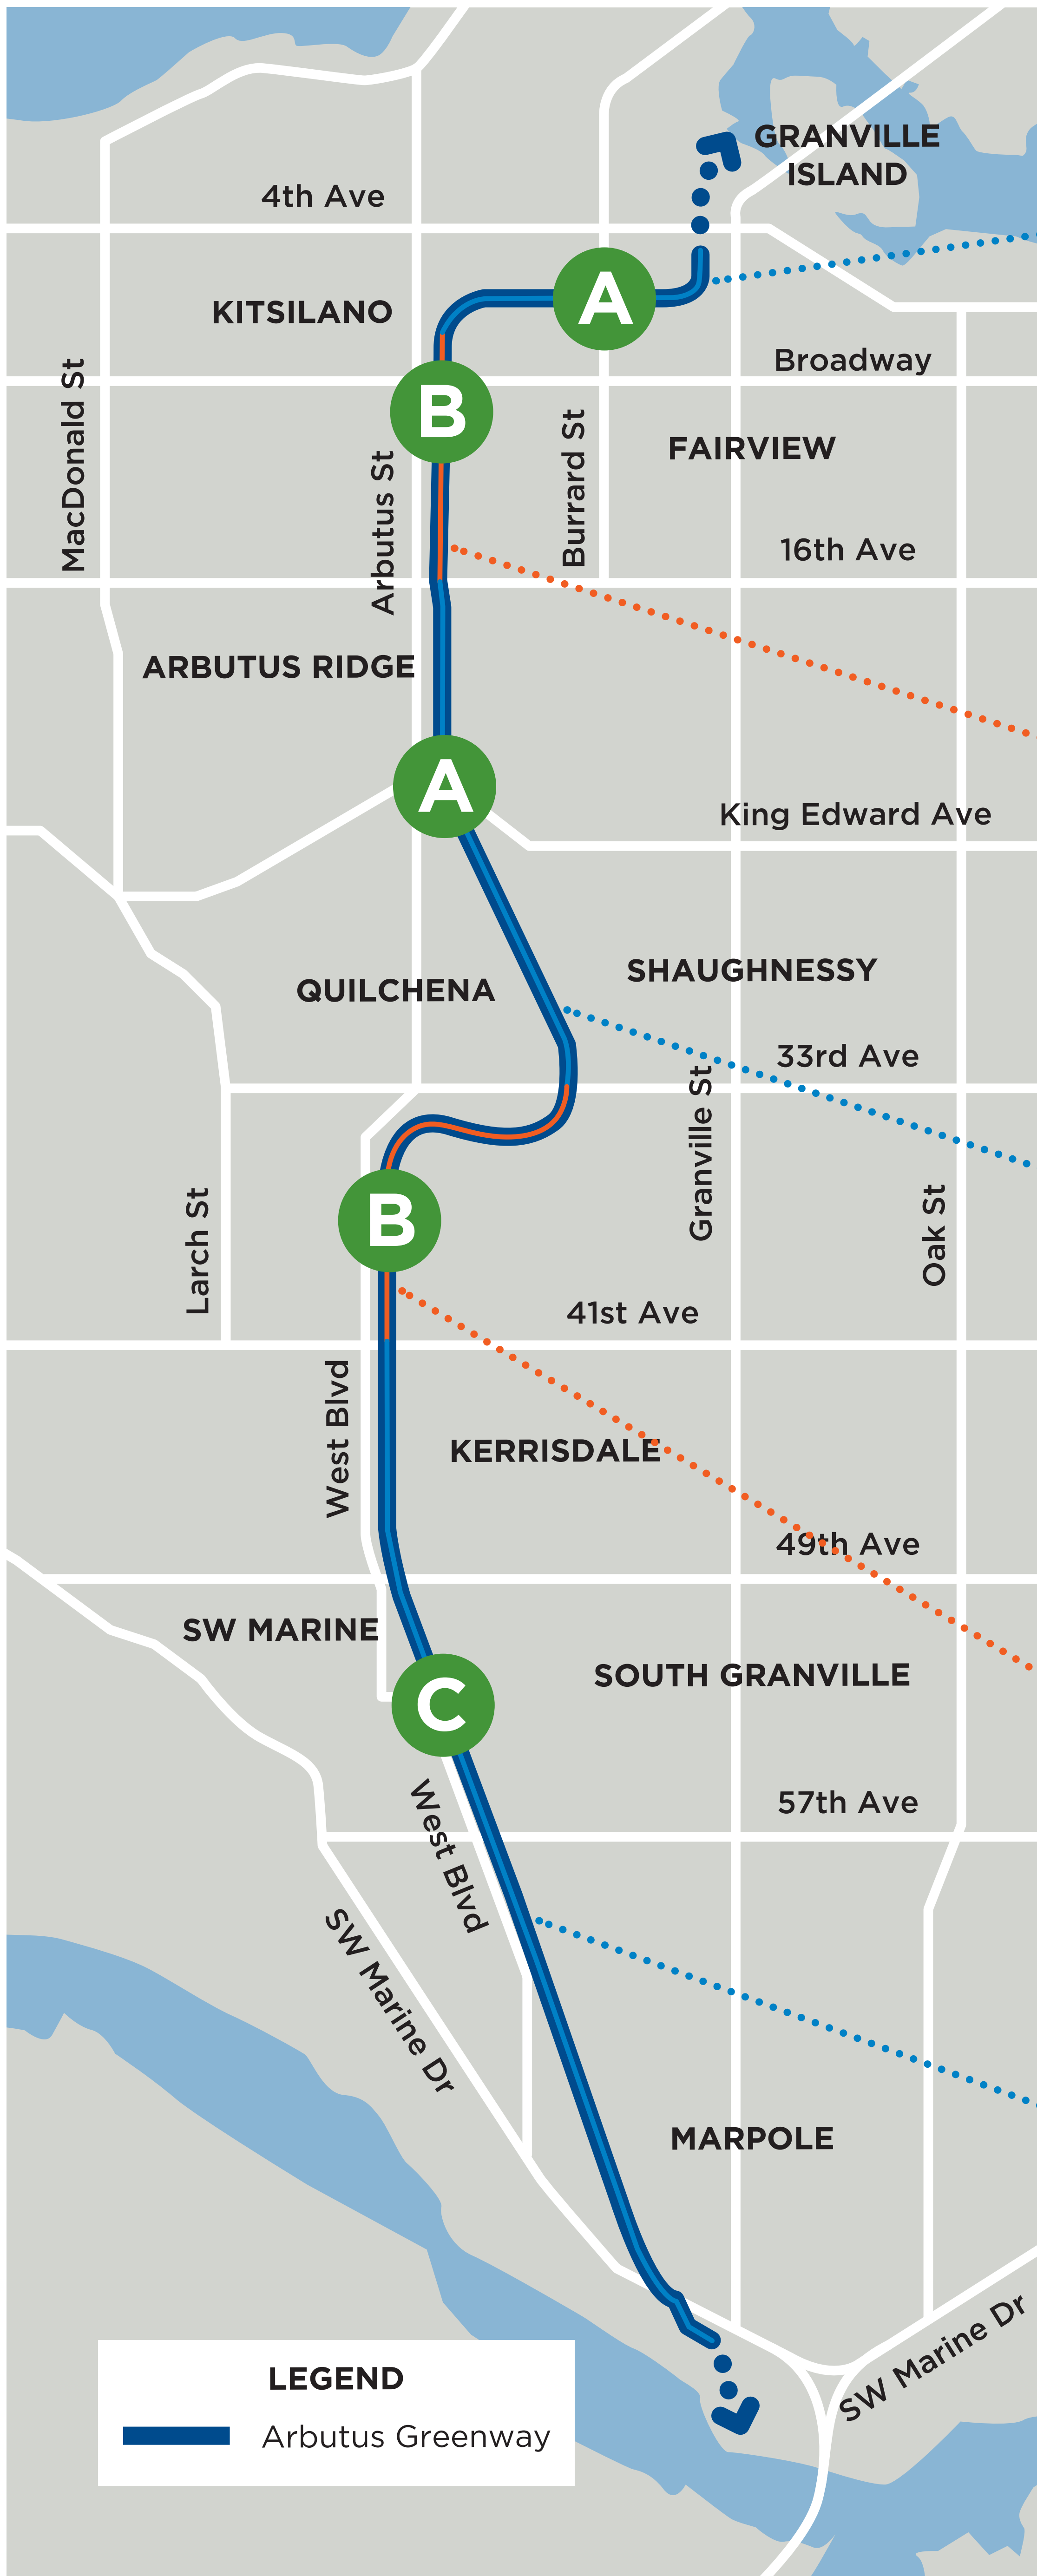 GRANVILLE
ISLAND
4th Ave
A
KITSILANO
Broadway
MacDonald St
B
Burrard St
FAIRVIEW
Arbutus St
16th Ave
ARBUTUS RIDGE
A
King Edward Ave
SHAUGHNESSY
QUILCHENA
33rd Ave
Granville St
Larch St
B
Oak St
41st Ave
West Blvd
KERRISDALE
49th Ave
SW MARINE
SOUTH GRANVILLE
C
57th Ave
West Blvd
SW Marine Dr
MARPOLE
SW Marine Dr
LEGEND
Arbutus Greenway